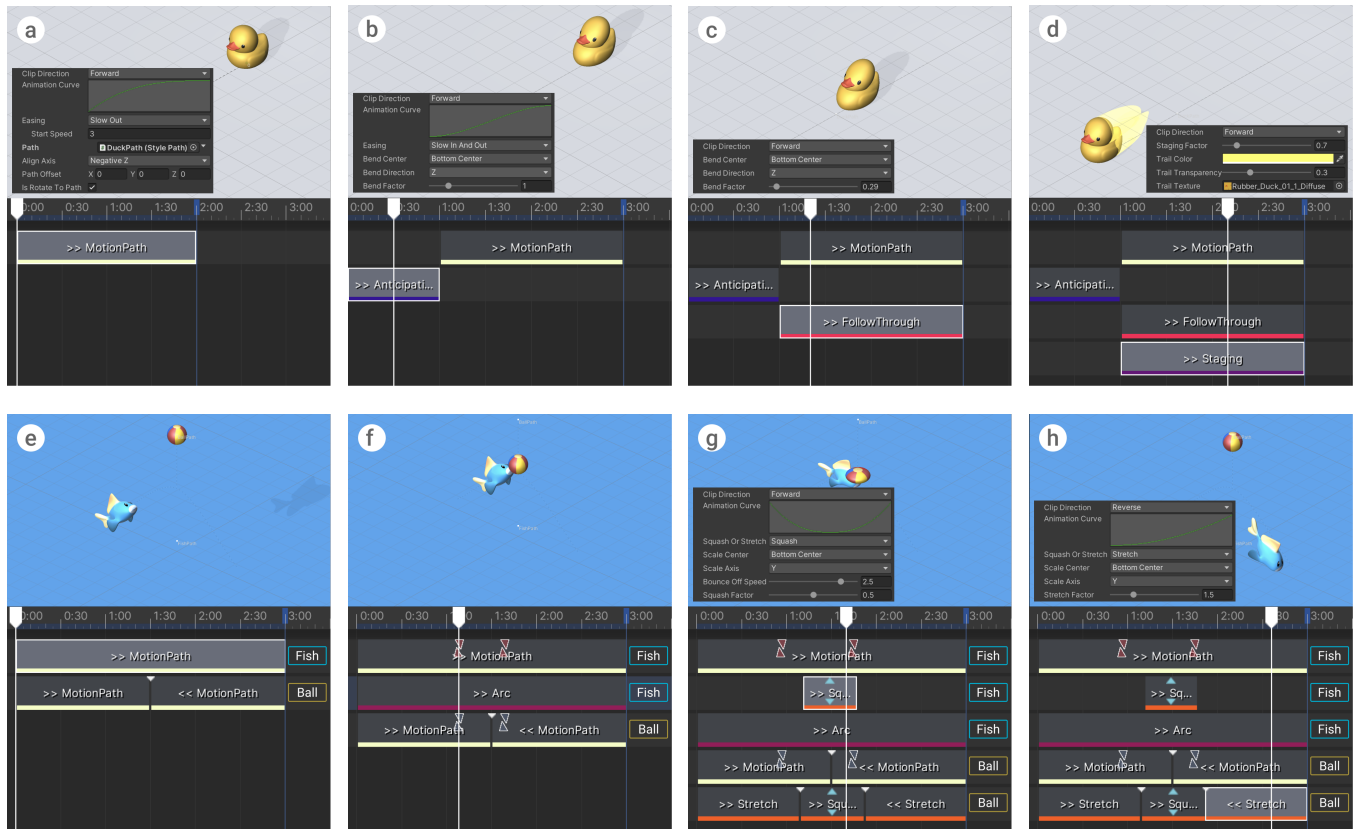 a
Clip Direction Forward
Animation Curve
Easing Slow Out
Start Speed 3
Path DuckPath (Style Path)
Align Axis Negative Z
Path Offset X 0 Y 0 Z 0
Is Rotate To Path
0:00 0:30 1:00 1:30 2:00 2:30 3:00
>> MotionPath
b
Clip Direction Forward
Animation Curve
Easing Slow In And Out
Bend Center Bottom Center
Bend Direction Z
Bend Factor 1
0:00 0:30 1:00 1:30 2:00 2:30 3:00
>> MotionPath
>> Anticipati...
c
Clip Direction Forward
Bend Center Bottom Center
Bend Direction Z
Bend Factor 0.29
0:00 0:30 1:00 2:00 2:30 3:00
>> MotionPath
>> Anticipati...
>> FollowThrough
d
Clip Direction Forward
Staging Factor 0.7
Trail Color
Trail Transparency 0.3
Trail Texture Rubber_Duck_01_1_Diffuse
0:00 0:30 1:00 1:30 2:00 2:30 3:00
>> MotionPath
>> Anticipati...
>> FollowThrough
>> Staging
e
0:00 0:30 1:00 1:30 2:00 2:30 3:00
>> MotionPath Fish
>> MotionPath << MotionPath Ball
f
0:00 0:30 1:00 1:30 2:00 2:30 3:00
>> MotionPath Fish
>> Arc Fish
>> MotionPath << MotionPath Ball
g
Clip Direction Forward
Animation Curve
Squash Or Stretch Squash
Scale Center Bottom Center
Scale Axis Y
Bounce Off Speed 2.5
Squash Factor 0.5
0:00 0:30 1:00 1:30 2:00 2:30 3:00
>> MotionPath Fish
>> Sq... Fish
>> Arc Fish
>> MotionPath << MotionPath Ball
>> Stretch >> Squ... << Stretch Ball
h
Clip Direction Reverse
Animation Curve
Squash Or Stretch Stretch
Scale Center Bottom Center
Scale Axis Y
Stretch Factor 1.5
0:00 0:30 1:00 1:30 2:00 3:00
>> MotionPath Fish
>> Sq... Fish
>> Arc Fish
>> MotionPath << MotionPath Ball
>> Stretch >> Squ... << Stretch Ball